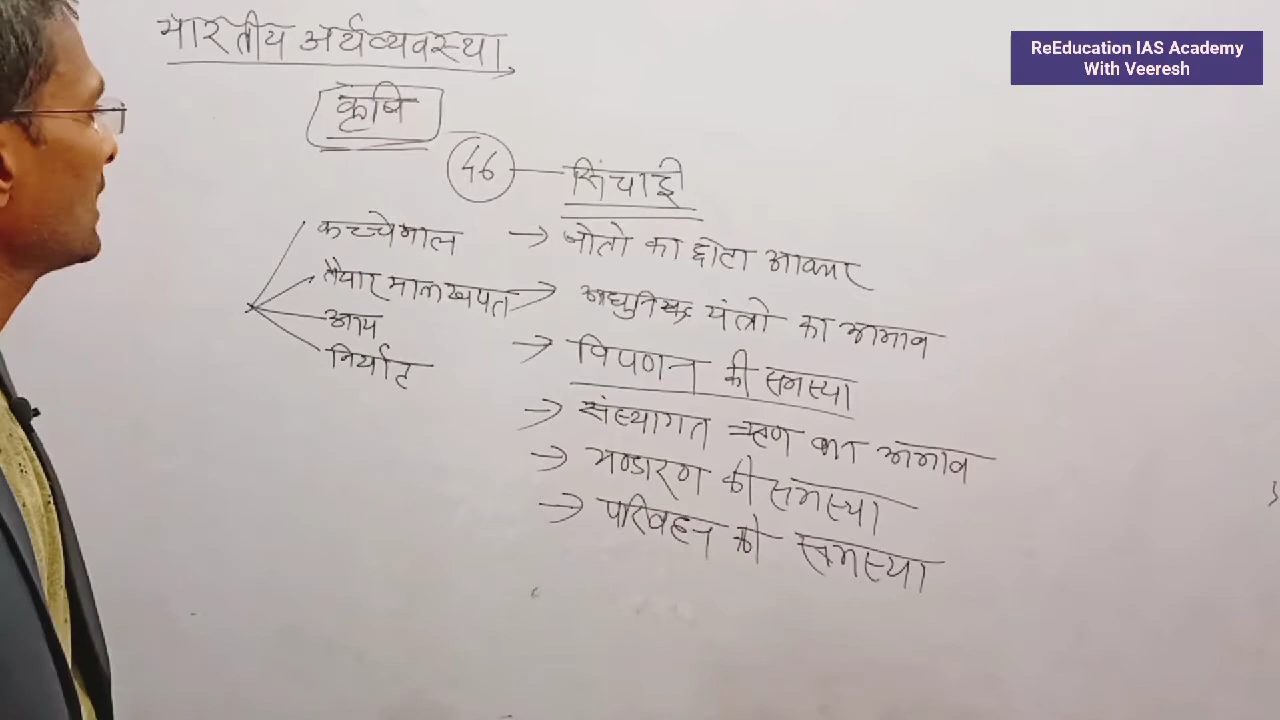 भारतीय अर्थव्यवस्था
ReEducation IAS Academy
With Veeresh
कृषि
46 — सिंचाई
कच्चेमाल
तैयार माल खपत
आय
निर्यात
→ जोतो का छोटा आकार
→ आधुनिक यंत्रो का अभाव
→ विपणन की समस्या
→ संस्थागत ऋण का अभाव
→ भण्डारण की समस्या
→ परिवहन की समस्या